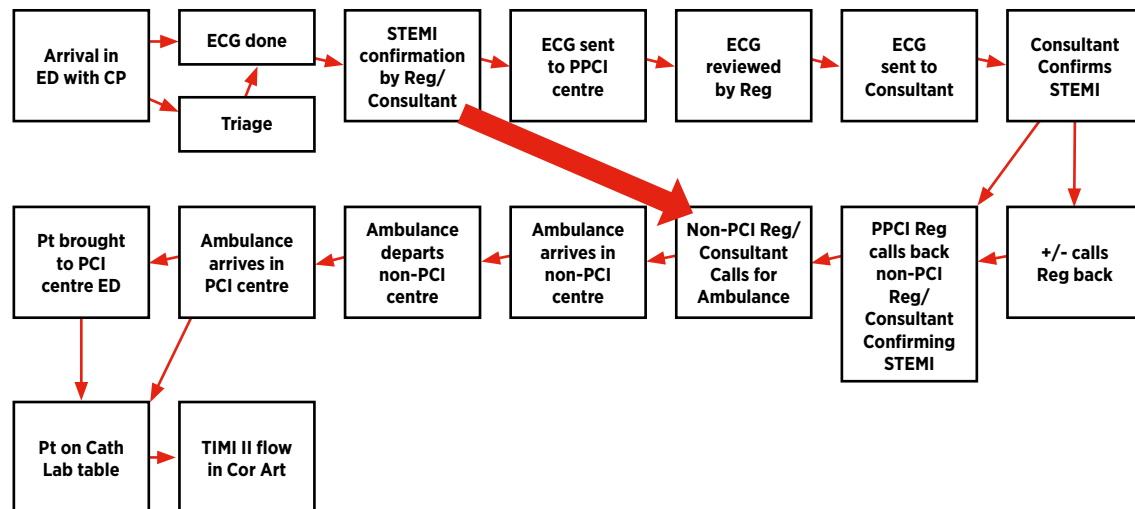 Arrival in
ED with CP
ECG done
Triage
STEMI
confirmation
by Reg/
Consultant
ECG sent
to PPCI
centre
ECG
reviewed
by Reg
ECG
sent to
Consultant
Consultant
Confirms
STEMI
Pt brought
to PCI
centre ED
Ambulance
arrives in
PCI centre
Ambulance
departs
non-PCI
centre
Ambulance
arrives in
non-PCI
centre
Non-PCI Reg/
Consultant
Calls for
Ambulance
PPCI Reg
calls back
non-PCI
Reg/
Consultant
Confirming
STEMI
+/- calls
Reg back
Pt on Cath
Lab table
TIMI II flow
in Cor Art